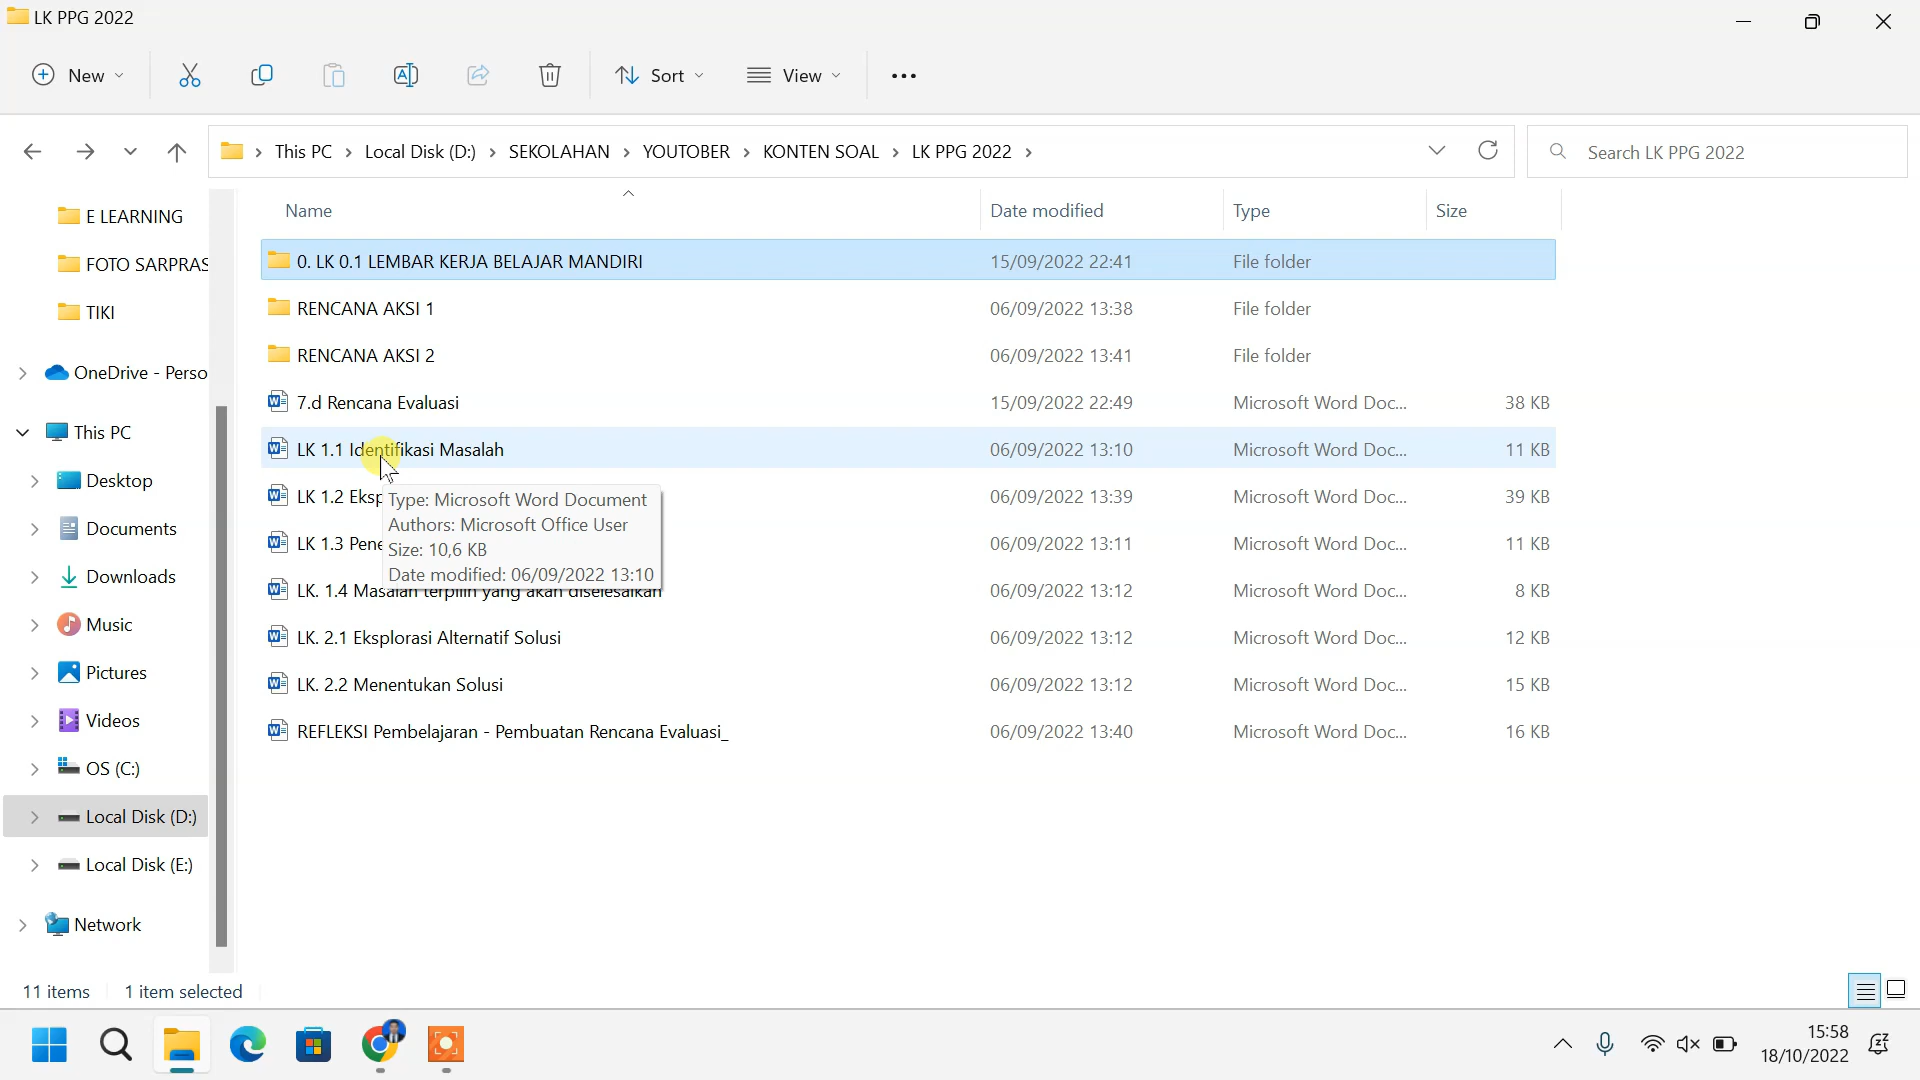 LK PPG 2022
New
Sort
View
This PC
Local Disk (D:)
SEKOLAHAN
YOUTOBER
KONTEN SOAL
LK PPG 2022
Search LK PPG 2022
E LEARNING
FOTO SARPRAS
TIKI
OneDrive - Perso
This PC
Desktop
Documents
Downloads
Music
Pictures
Videos
OS (C:)
Local Disk (D:)
Local Disk (E:)
Network
Name Date modified Type Size
0. LK 0.1 LEMBAR KERJA BELAJAR MANDIRI 15/09/2022 22:41 File folder
RENCANA AKSI 1 06/09/2022 13:38 File folder
RENCANA AKSI 2 06/09/2022 13:41 File folder
7.d Rencana Evaluasi 15/09/2022 22:49 Microsoft Word Doc... 38 KB
LK 1.1 Identifikasi Masalah 06/09/2022 13:10 Microsoft Word Doc... 11 KB
LK 1.2 Eksp 06/09/2022 13:39 Microsoft Word Doc... 39 KB
LK 1.3 Pene 06/09/2022 13:11 Microsoft Word Doc... 11 KB
LK. 1.4 Masalah terpilih yang akan diselesaikan 06/09/2022 13:12 Microsoft Word Doc... 8 KB
LK. 2.1 Eksplorasi Alternatif Solusi 06/09/2022 13:12 Microsoft Word Doc... 12 KB
LK. 2.2 Menentukan Solusi 06/09/2022 13:12 Microsoft Word Doc... 15 KB
REFLEKSI Pembelajaran - Pembuatan Rencana Evaluasi_ 06/09/2022 13:40 Microsoft Word Doc... 16 KB
Type: Microsoft Word Document
Authors: Microsoft Office User
Size: 10,6 KB
Date modified: 06/09/2022 13:10
11 items 1 item selected
15:58
18/10/2022